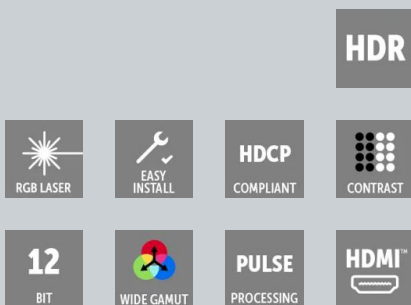 HDR
RGB LASER
EASY
INSTALL
HDCP
COMPLIANT
CONTRAST
12
BIT
WIDE GAMUT
PULSE
PROCESSING
HDMI™